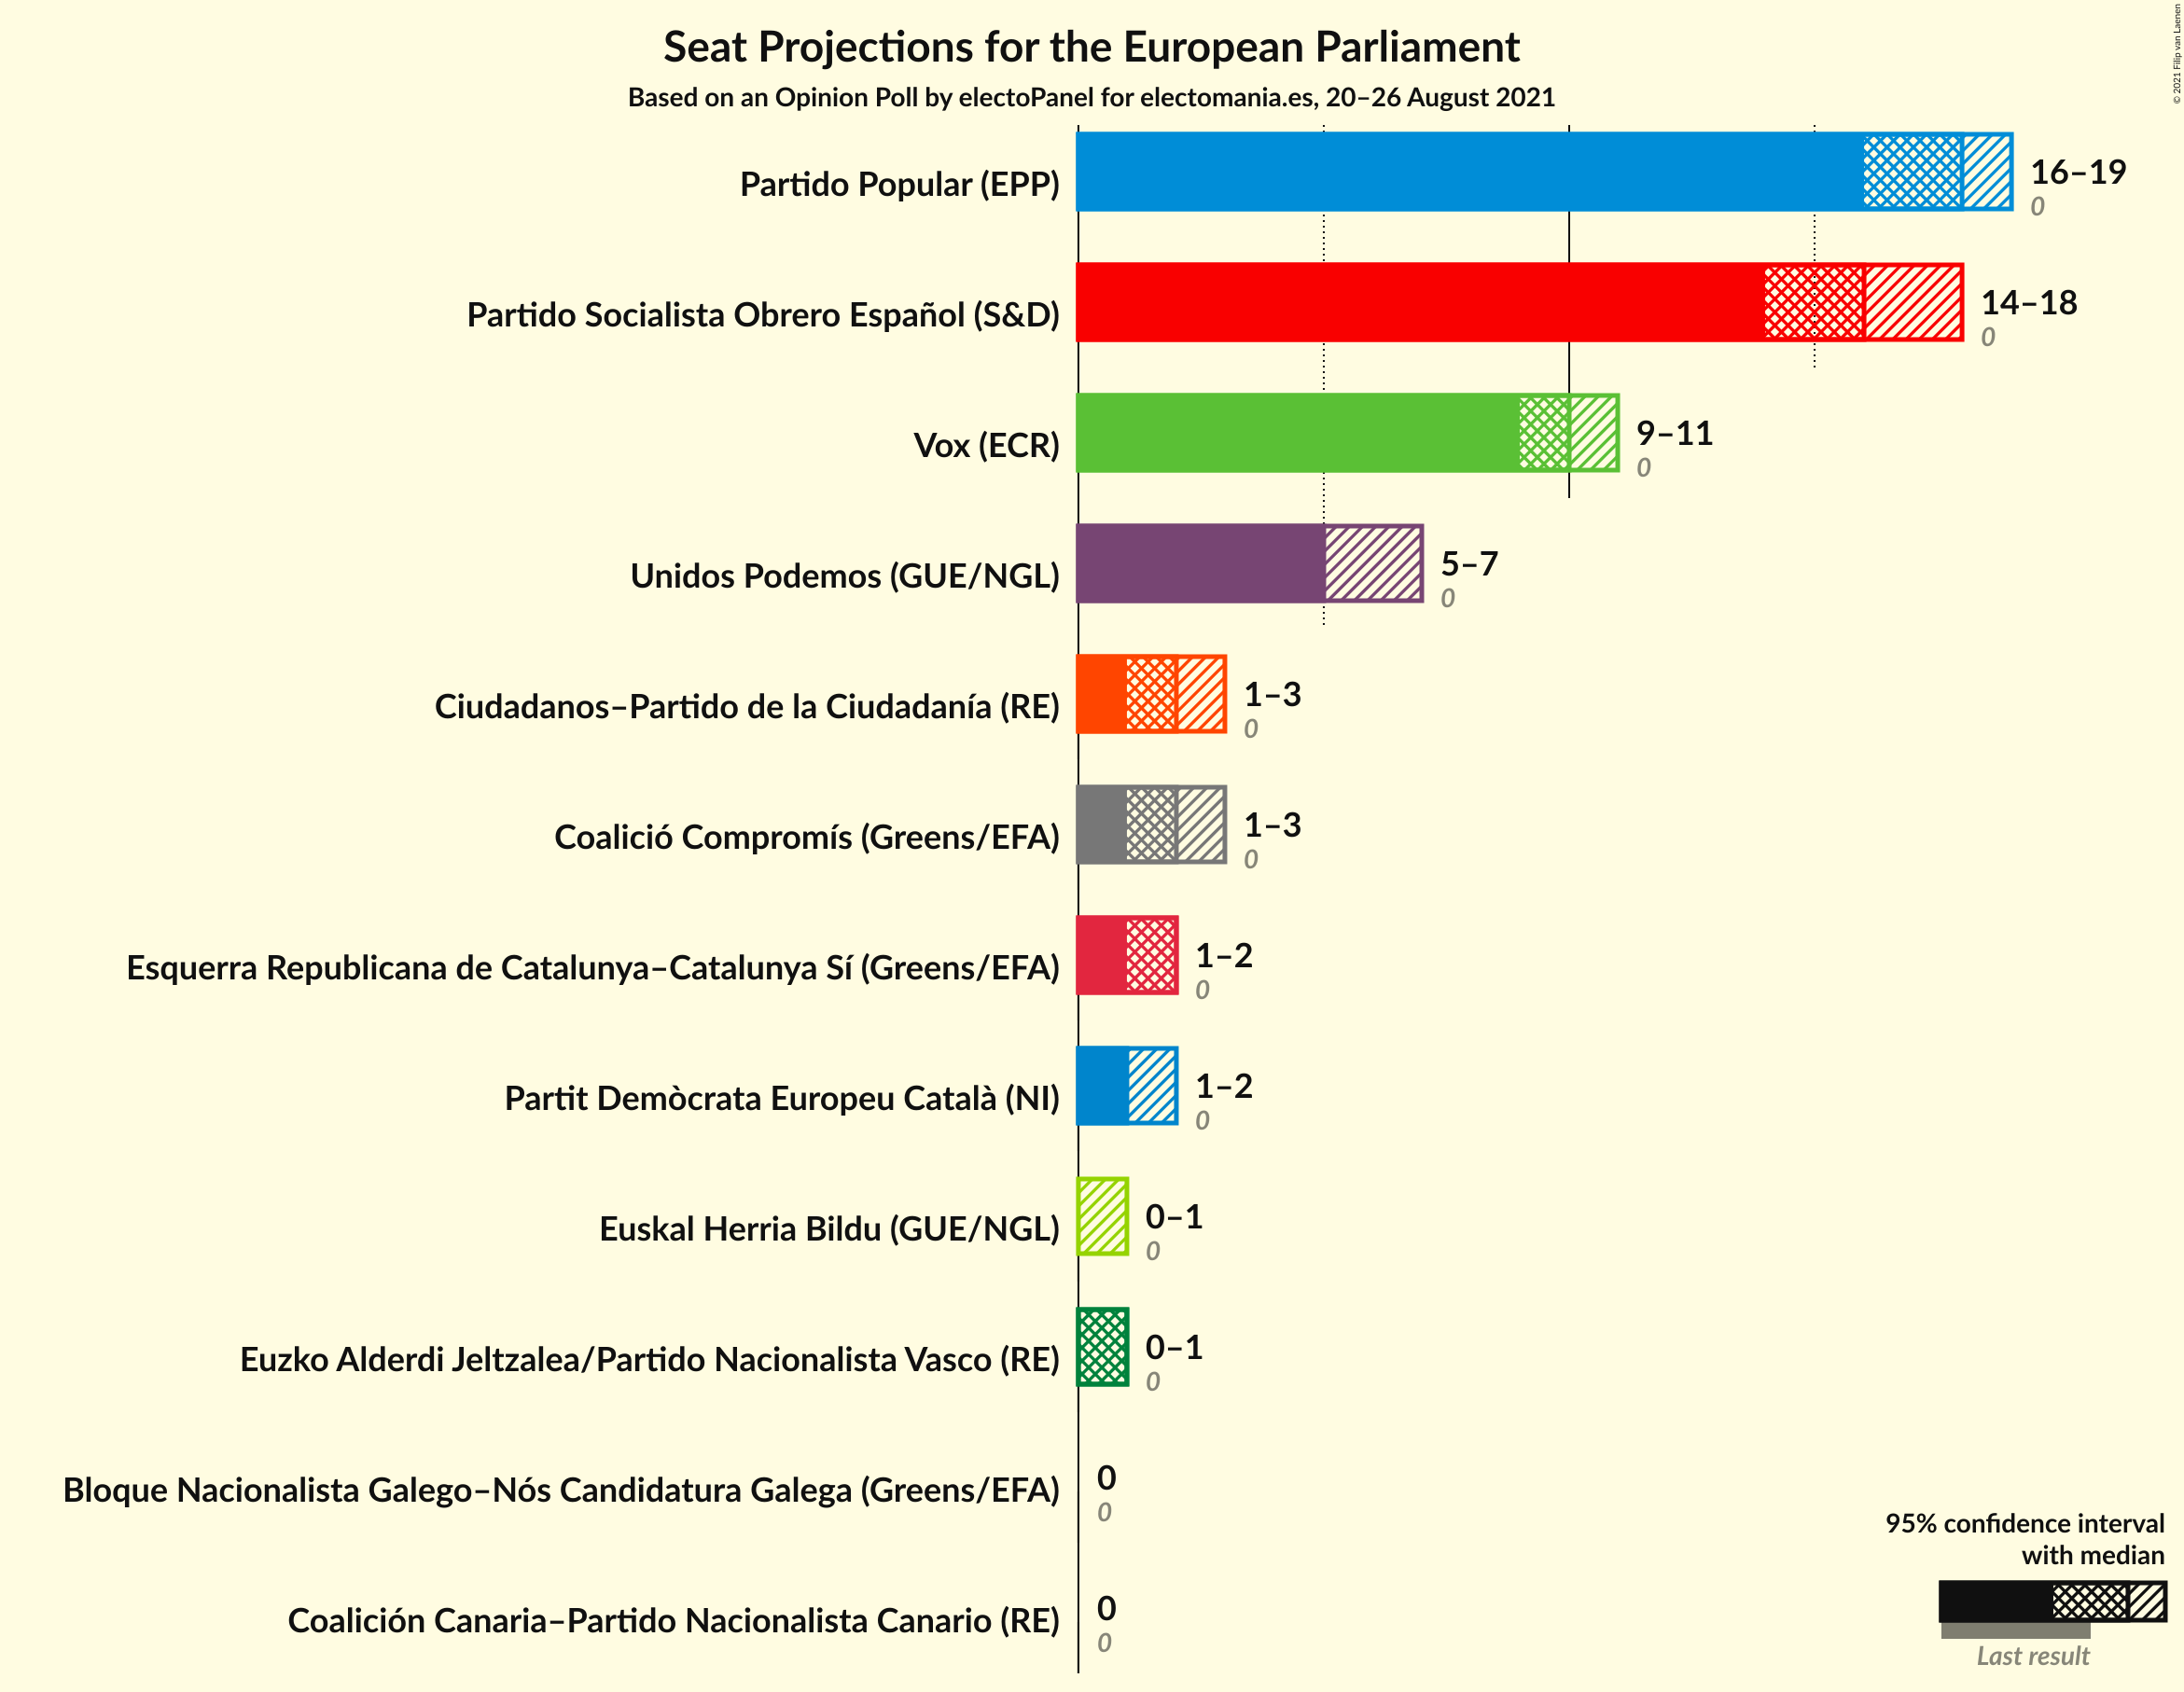 Seat Projections for the European Parliament
Based on an Opinion Poll by electoPanel for electomania.es, 20–26 August 2021
© 2021 Filip van Laenen
Partido Popular (EPP)
16–19
0
Partido Socialista Obrero Español (S&D)
14–18
0
Vox (ECR)
9–11
0
Unidos Podemos (GUE/NGL)
5–7
0
Ciudadanos–Partido de la Ciudadanía (RE)
1–3
0
Coalició Compromís (Greens/EFA)
1–3
0
Esquerra Republicana de Catalunya–Catalunya Sí (Greens/EFA)
1–2
0
Partit Demòcrata Europeu Català (NI)
1–2
0
Euskal Herria Bildu (GUE/NGL)
0–1
0
Euzko Alderdi Jeltzalea/Partido Nacionalista Vasco (RE)
0–1
0
Bloque Nacionalista Galego–Nós Candidatura Galega (Greens/EFA)
0
0
Coalición Canaria–Partido Nacionalista Canario (RE)
0
0
95% confidence interval
with median
Last result